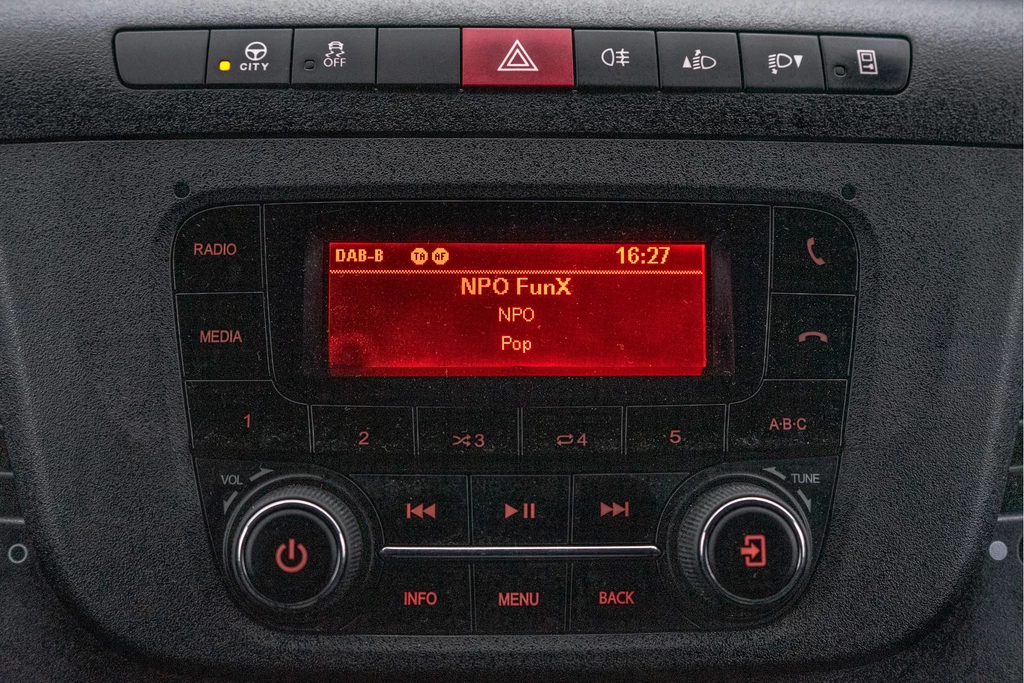 CITY
OFF
RADIO
MEDIA
DAB-B TA AF 16:27
NPO FunX
NPO
Pop
1
2
3
4
5
A·B·C
VOL
TUNE
INFO
MENU
BACK